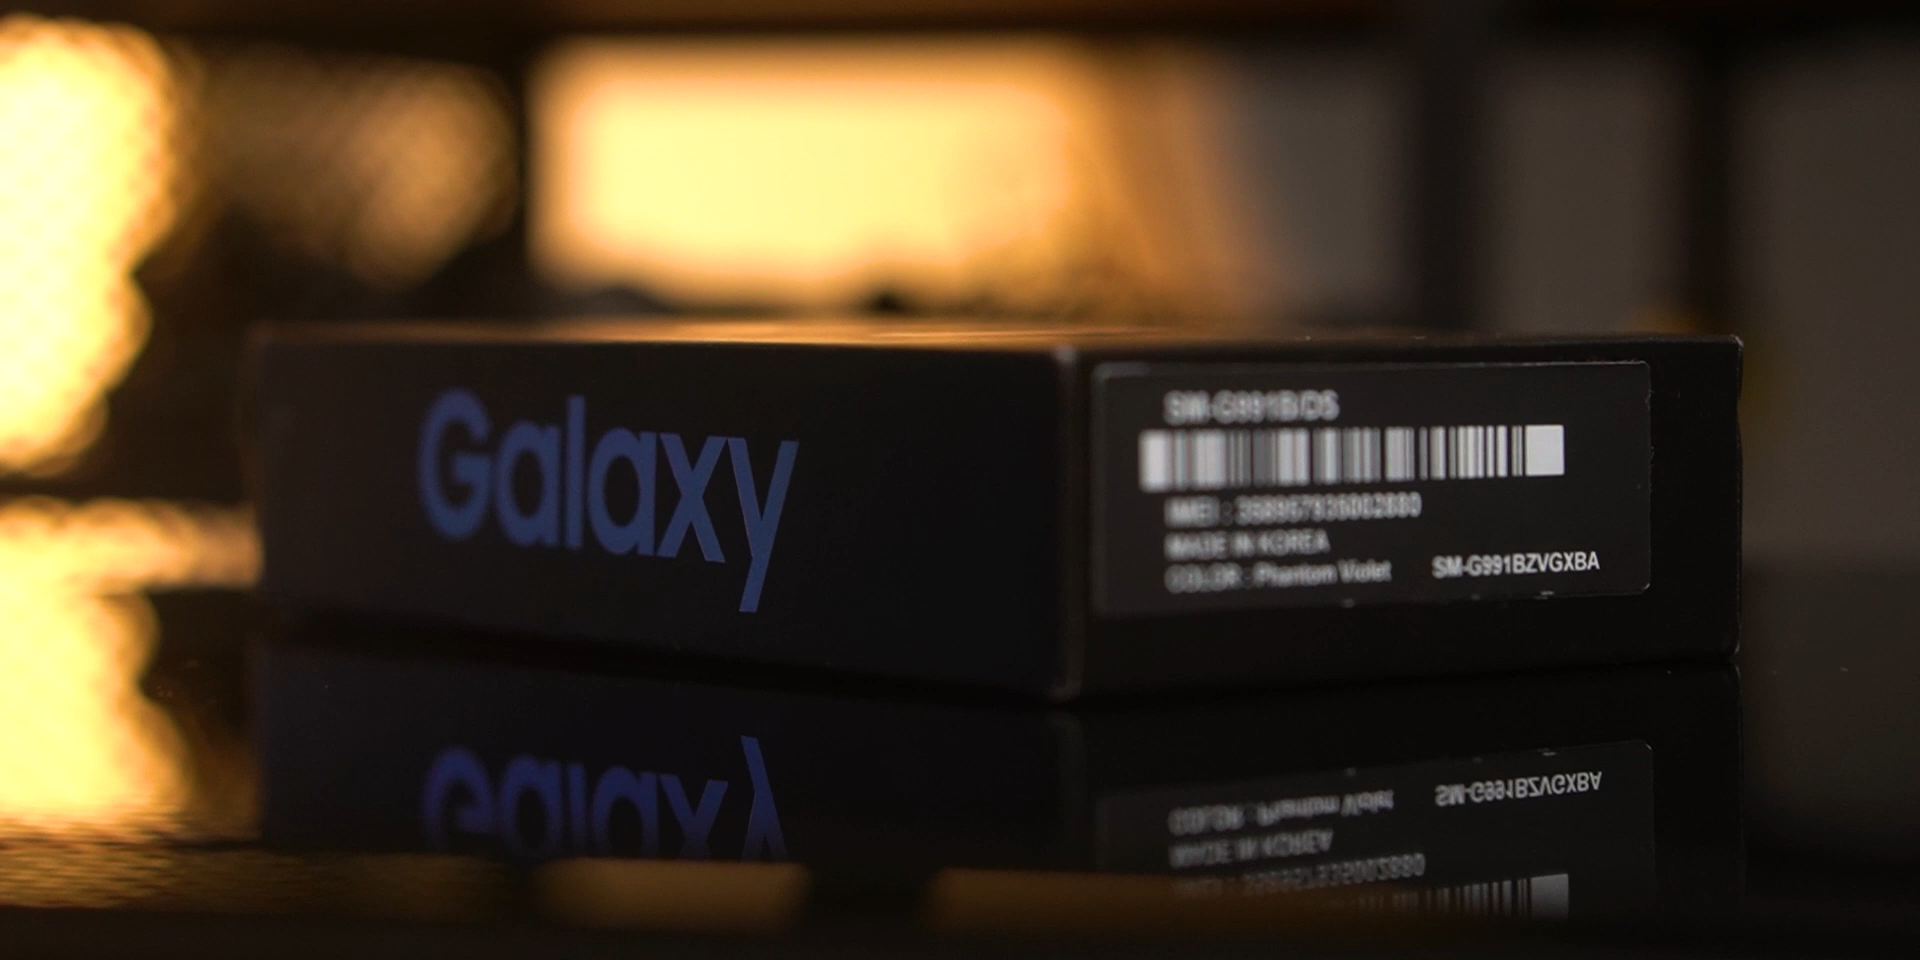 Galaxy
SM-G991B/DS
MADE IN KOREA
COLOR : Phantom Violet
SM-G991BZVGXBA